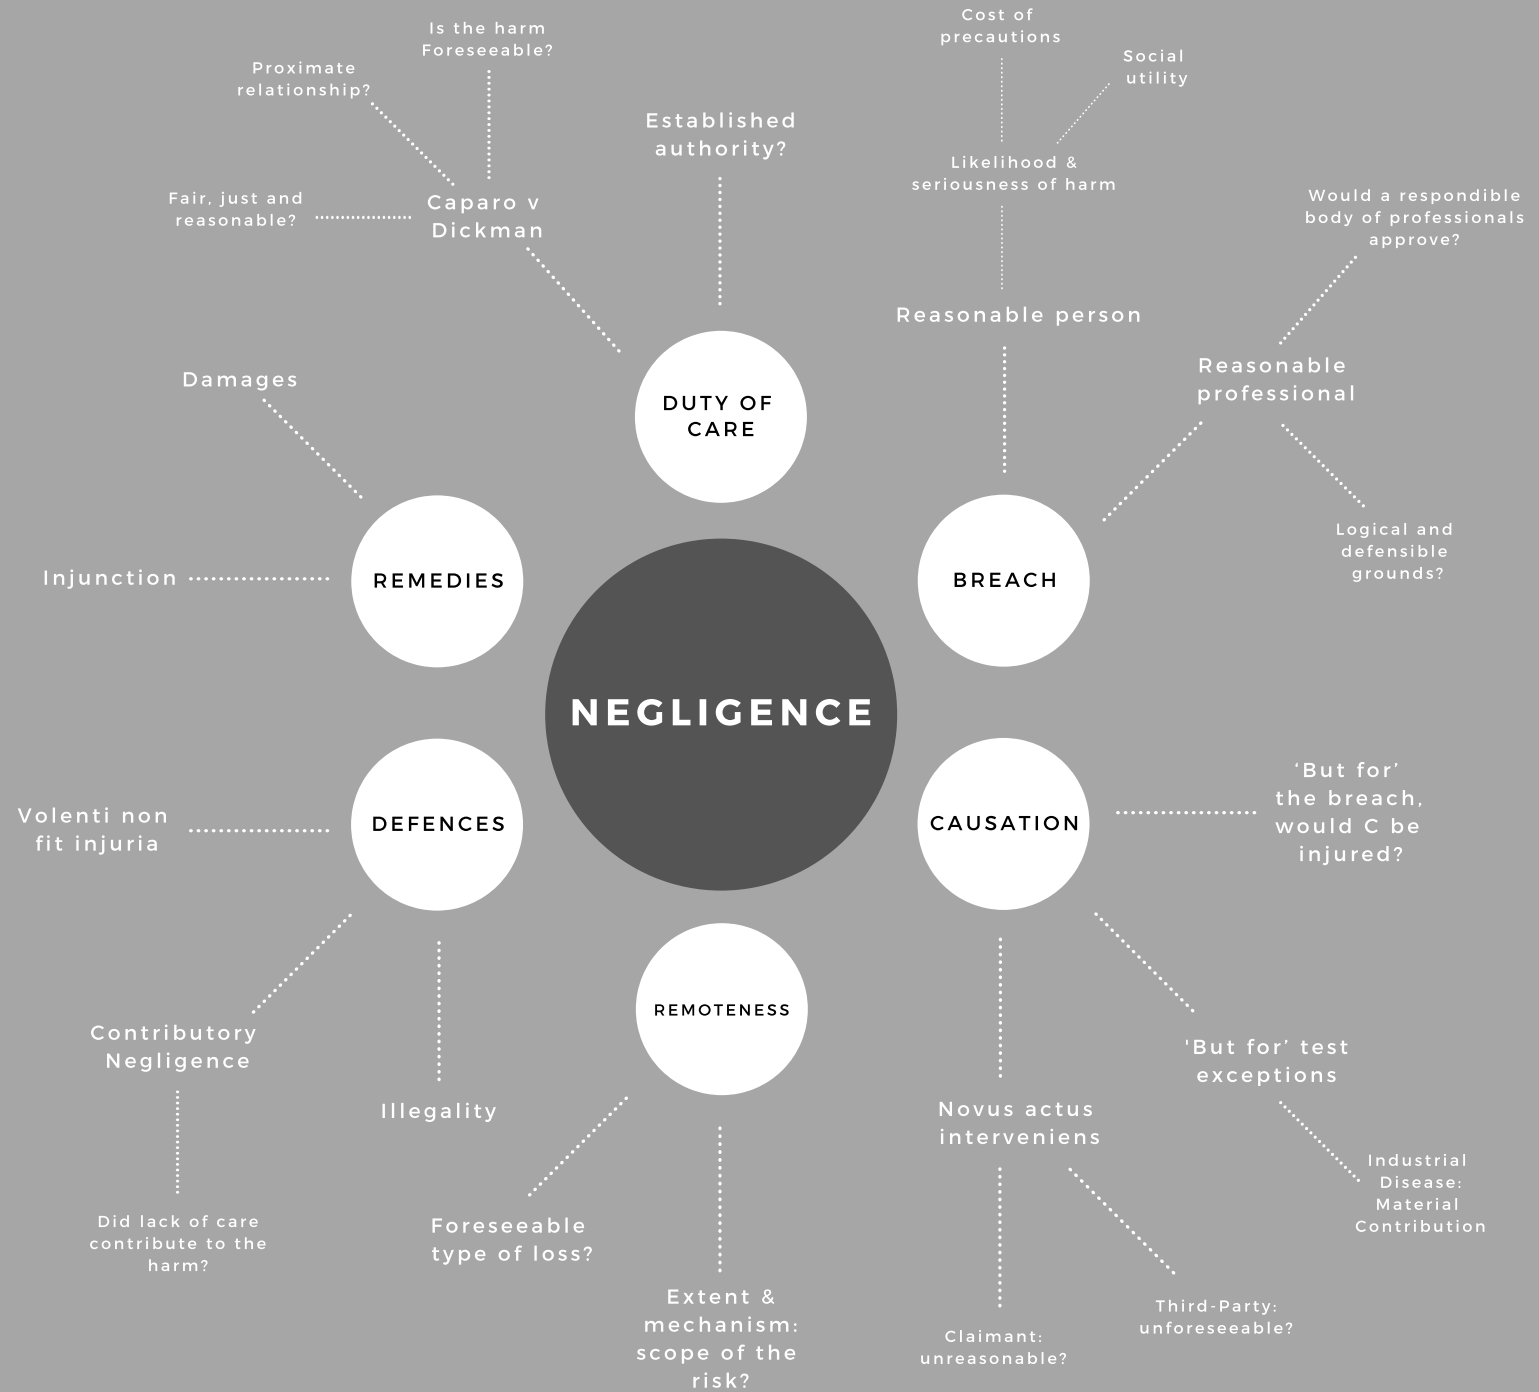 Is the harm
Foreseeable?
Proximate
relationship?
Fair, just and
reasonable?
Caparo v
Dickman
Established
authority?
DUTY OF
CARE
Cost of
precautions
Social
utility
Likelihood &
seriousness of harm
Reasonable person
Would a respondible
body of professionals
approve?
Reasonable
professional
Logical and
defensible
grounds?
BREACH
Damages
Injunction
REMEDIES
NEGLIGENCE
Volenti non
fit injuria
DEFENCES
Contributory
Negligence
Did lack of care
contribute to the
harm?
Illegality
REMOTENESS
Foreseeable
type of loss?
Extent &
mechanism:
scope of the
risk?
CAUSATION
‘But for’
the breach,
would C be
injured?
'But for’ test
exceptions
Industrial
Disease:
Material
Contribution
Novus actus
interveniens
Claimant:
unreasonable?
Third-Party:
unforeseeable?